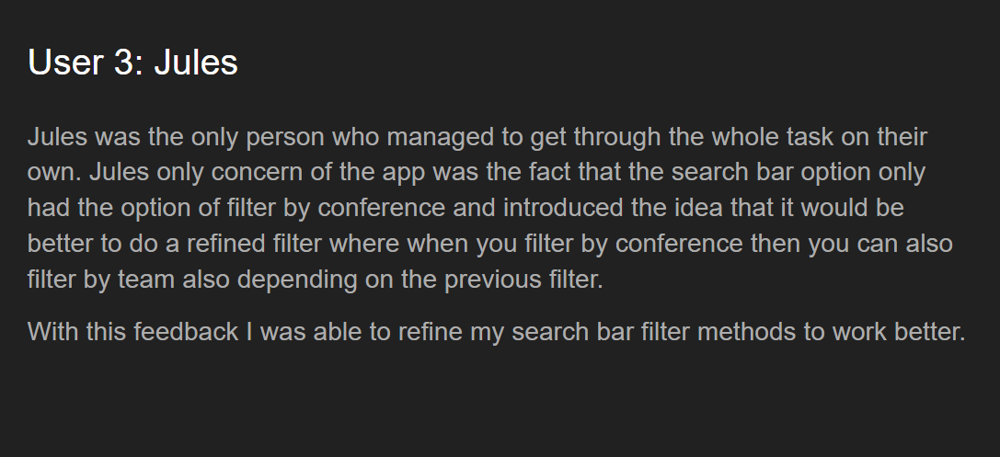 User 3: Jules
Jules was the only person who managed to get through the whole task on their
own. Jules only concern of the app was the fact that the search bar option only
had the option of filter by conference and introduced the idea that it would be
better to do a refined filter where when you filter by conference then you can also
filter by team also depending on the previous filter.
With this feedback I was able to refine my search bar filter methods to work better.